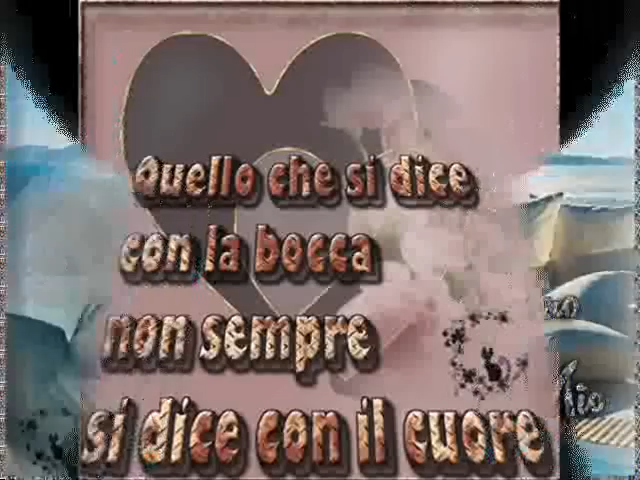 Quello che si dice
con la bocca
non sempre
si dice con il cuore